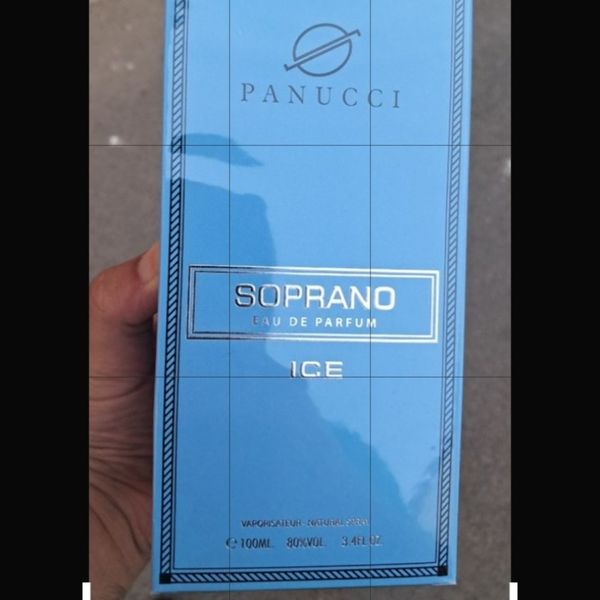 PANUCCI
SOPRANO
EAU DE PARFUM
ICE
VAPORISATEUR - NATURAL SPRAY
℮ 100ML. 80%VOL. 3.4FL.OZ.